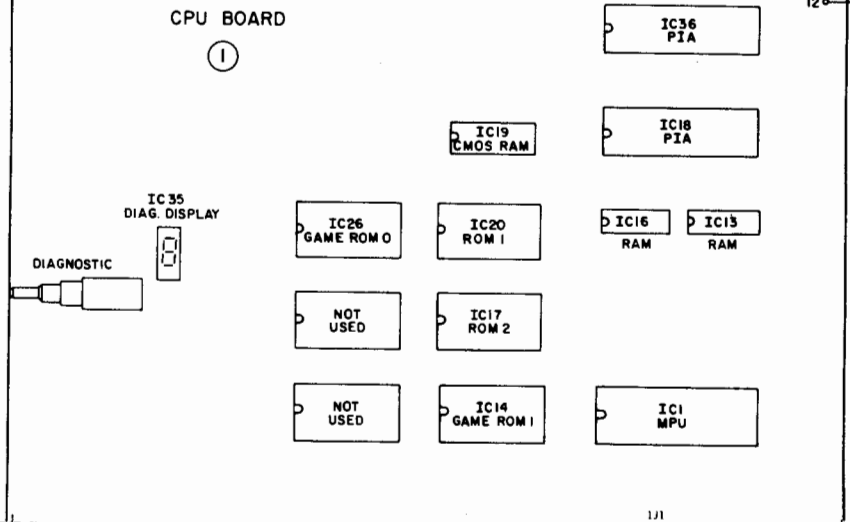 CPU BOARD
1
12
IC36
PIA
IC19
CMOS RAM
IC18
PIA
IC35
DIAG. DISPLAY
IC26
GAME ROM 0
IC20
ROM 1
IC16
RAM
IC13
RAM
DIAGNOSTIC
NOT
USED
IC17
ROM 2
NOT
USED
IC14
GAME ROM 1
IC1
MPU
1J1